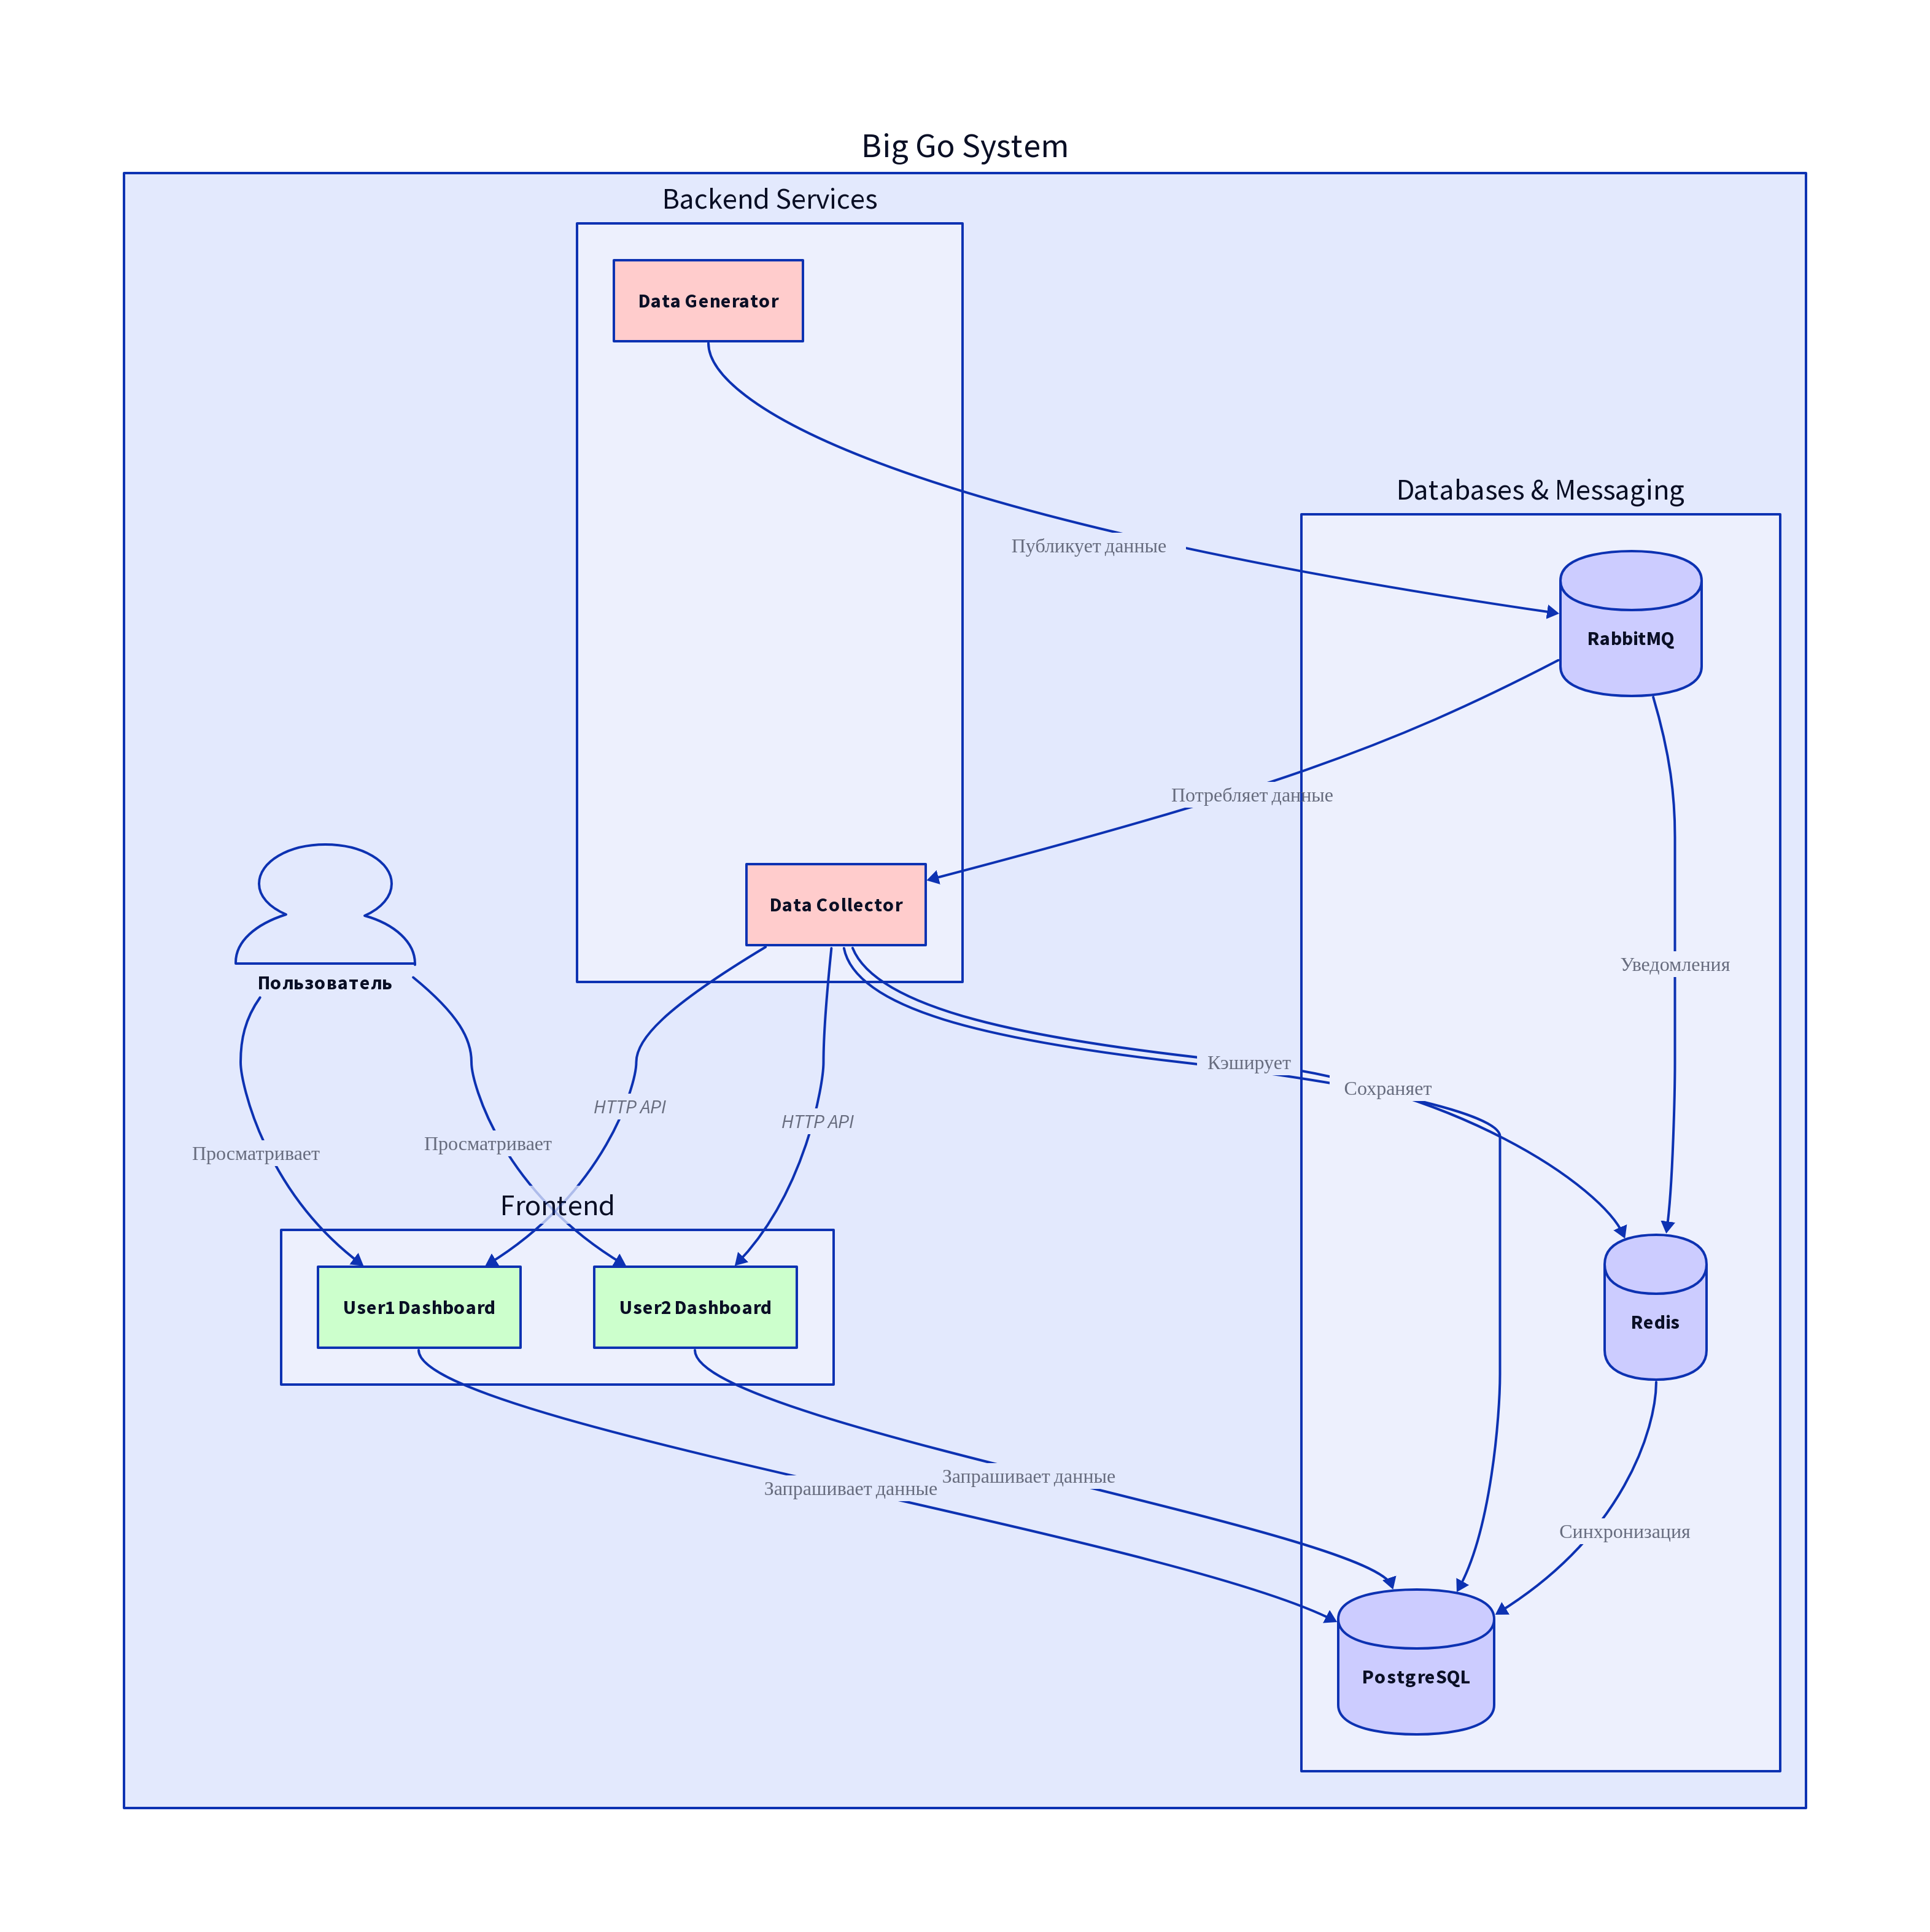 Big Go System
Backend Services
Data Generator
Databases & Messaging
Публикует данные
RabbitMQ
Потребляет данные
Data Collector
Пользователь
Уведомления
Кэширует
Сохраняет
HTTP API
HTTP API
Просматривает
Просматривает
Frontend
User1 Dashboard
User2 Dashboard
Redis
Запрашивает данные
Запрашивает данные
Синхронизация
PostgreSQL